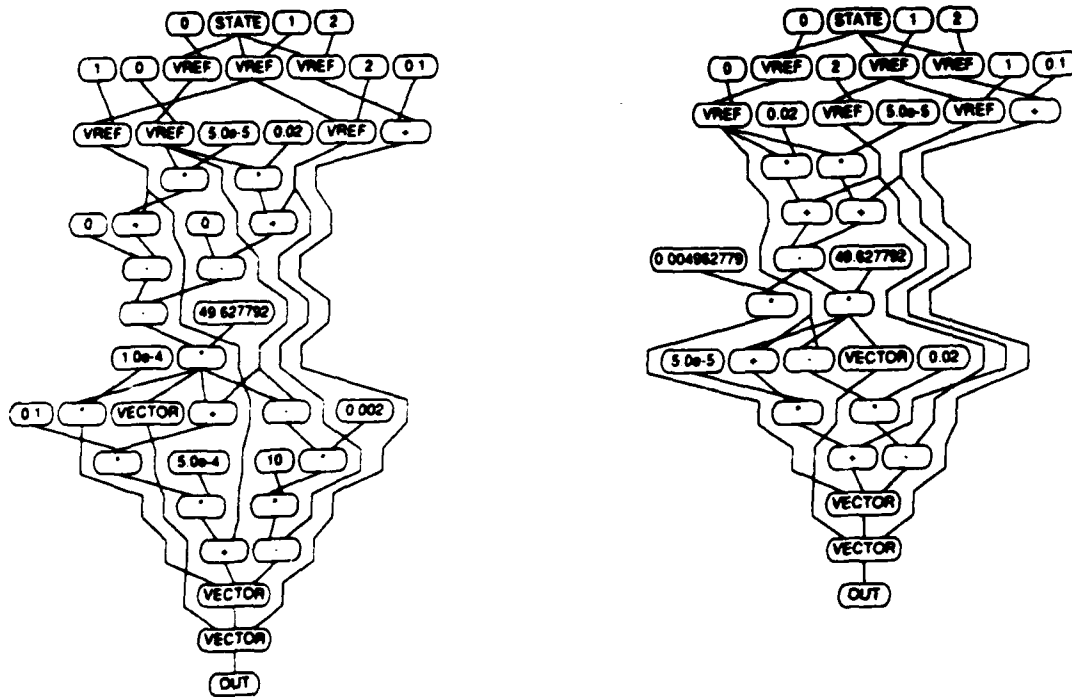 0 STATE 1 2
1 0 VREF VREF VREF 2 0.1
VREF VREF 5.0e-5 0.02 VREF +
* *
0 + 0 +
- -
-
49.627792
1.0e-4 *
0.1 * VECTOR + - 0.002
* 5.0e-4 10 *
* *
+ -
VECTOR
VECTOR
OUT
0 STATE 1 2
0 VREF 2 VREF VREF 1 0.1
VREF 0.02 VREF 5.0e-5 VREF +
* *
+ +
0.004962779 - 49.627792
* *
5.0e-5 + - VECTOR 0.02
* *
+ -
VECTOR
VECTOR
OUT